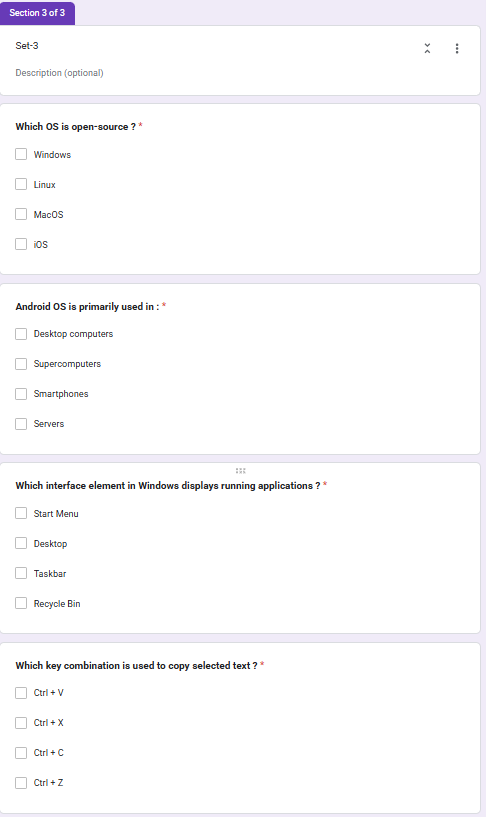 Section 3 of 3
Set-3
Description (optional)
Which OS is open-source ? *
Windows
Linux
MacOS
iOS
Android OS is primarily used in : *
Desktop computers
Supercomputers
Smartphones
Servers
Which interface element in Windows displays running applications ? *
Start Menu
Desktop
Taskbar
Recycle Bin
Which key combination is used to copy selected text ? *
Ctrl + V
Ctrl + X
Ctrl + C
Ctrl + Z